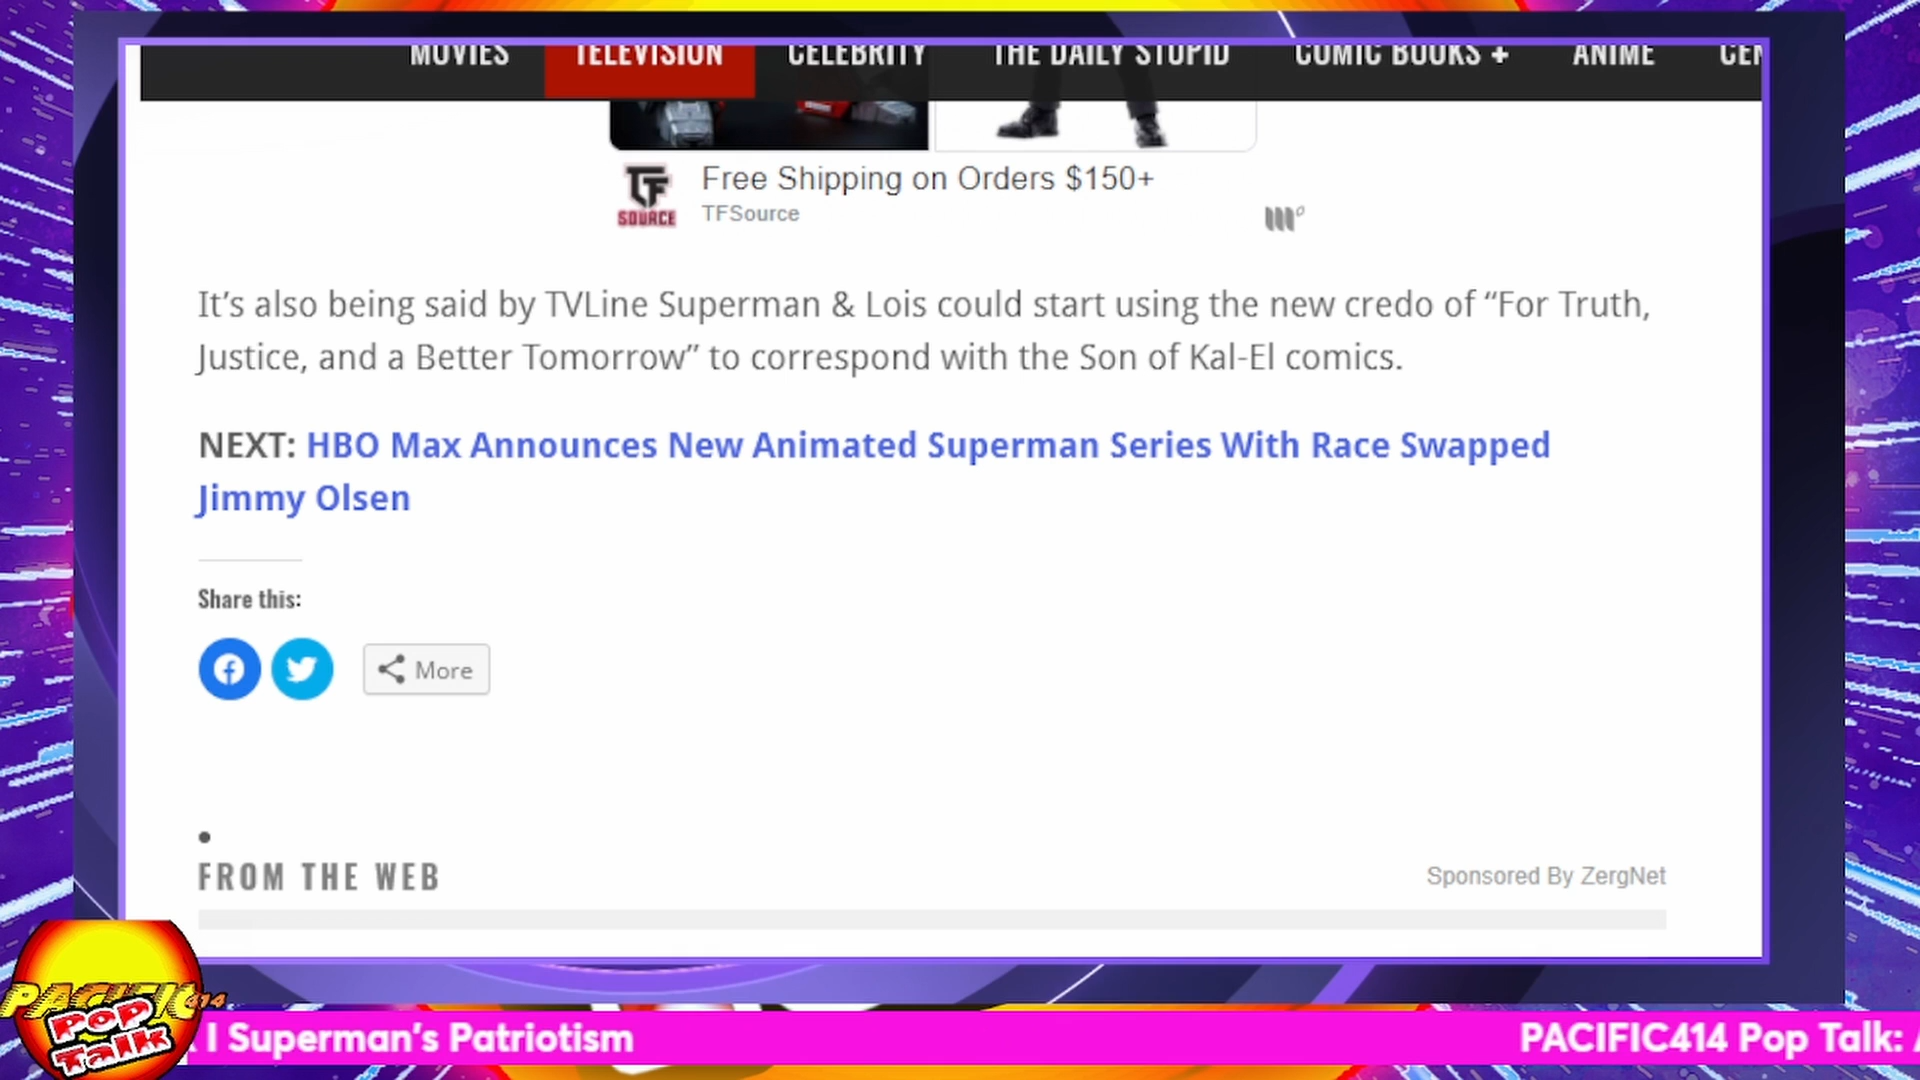 MOVIES TELEVISION CELEBRITY THE DAILY STUPID COMIC BOOKS + ANIME
TF
SOURCE
Free Shipping on Orders $150+
TFSource
It’s also being said by TVLine Superman & Lois could start using the new credo of “For Truth,
Justice, and a Better Tomorrow” to correspond with the Son of Kal-El comics.
NEXT: HBO Max Announces New Animated Superman Series With Race Swapped
Jimmy Olsen
Share this:
More
FROM THE WEB
Sponsored By ZergNet
PACIFIC414
POP
Talk
| Superman’s Patriotism
PACIFIC414 Pop Talk: